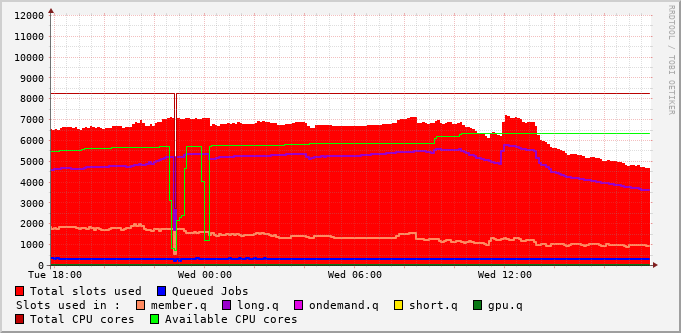 RRDTOOL / TOBI OETIKER
12000
11000
10000
9000
8000
7000
6000
5000
4000
3000
2000
1000
0
Tue 18:00 Wed 00:00 Wed 06:00 Wed 12:00
Total slots used Queued Jobs
Slots used in : member.q long.q ondemand.q short.q gpu.q
Total CPU cores Available CPU cores